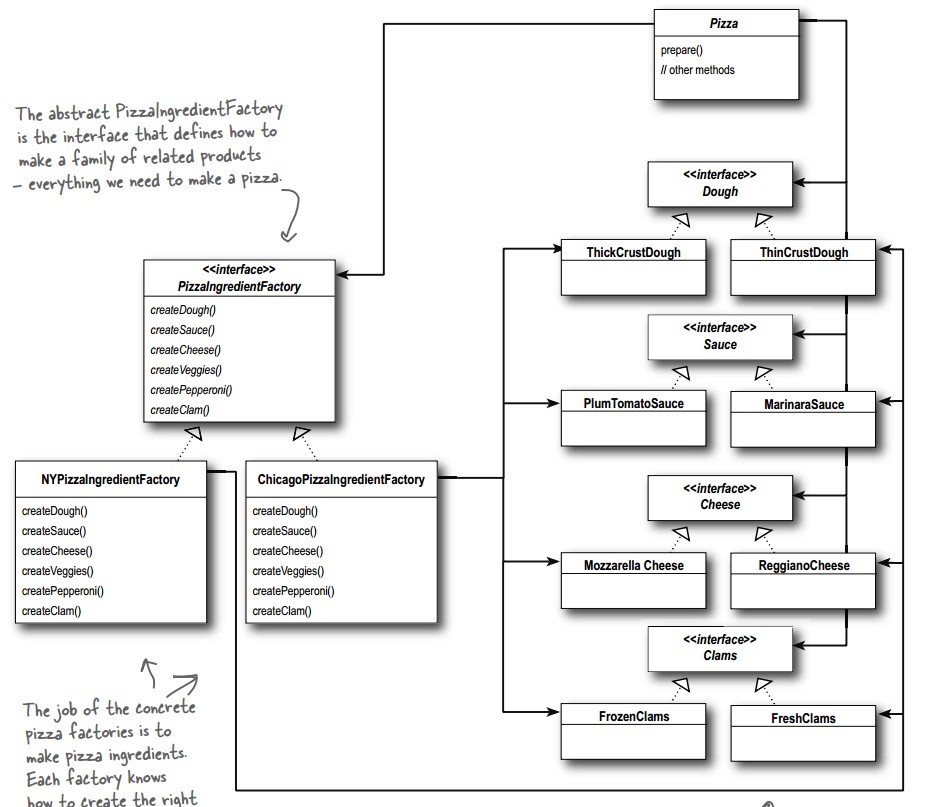 Pizza
prepare()
// other methods
The abstract PizzaIngredientFactory
is the interface that defines how to
make a family of related products
– everything we need to make a pizza.
<<interface>>
Dough
ThickCrustDough
ThinCrustDough
<<interface>>
PizzaIngredientFactory
createDough()
createSauce()
createCheese()
createVeggies()
createPepperoni()
createClam()
<<interface>>
Sauce
PlumTomatoSauce
MarinaraSauce
NYPizzaIngredientFactory
createDough()
createSauce()
createCheese()
createVeggies()
createPepperoni()
createClam()
ChicagoPizzaIngredientFactory
createDough()
createSauce()
createCheese()
createVeggies()
createPepperoni()
createClam()
<<interface>>
Cheese
Mozzarella Cheese
ReggianoCheese
<<interface>>
Clams
FrozenClams
FreshClams
The job of the concrete
pizza factories is to
make pizza ingredients.
Each factory knows
how to create the right